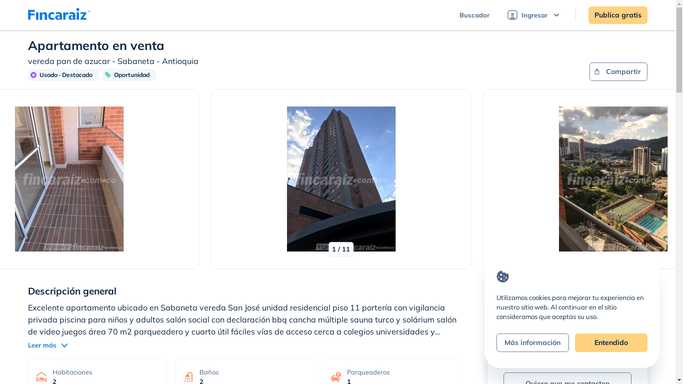 Fincaraiz
Buscador
Ingresar
Publica gratis
Apartamento en venta
vereda pan de azucar - Sabaneta - Antioquia
Usado - Destacado
Oportunidad
Compartir
fincaraiz.com.co
fincaraiz.com.co
fincaraiz.com.co
fincaraiz.com.co
1 / 11
Descripción general
Excelente apartamento ubicado en Sabaneta vereda San José unidad residencial piso 11 portería con vigilancia
privada piscina para niños y adultos salón social con declaración bbq cancha múltiple sauna turco y solárium salón
de video juegos área 70 m2 parqueadero y cuarto útil fáciles vías de acceso cerca a colegios universidades y...
Leer más
Habitaciones
2
Baños
2
Parqueaderos
1
Utilizamos cookies para mejorar tu experiencia en
nuestro sitio web. Al continuar en el sitio
consideramos que aceptas su uso.
Más información
Entendido
Quiero que me contacten